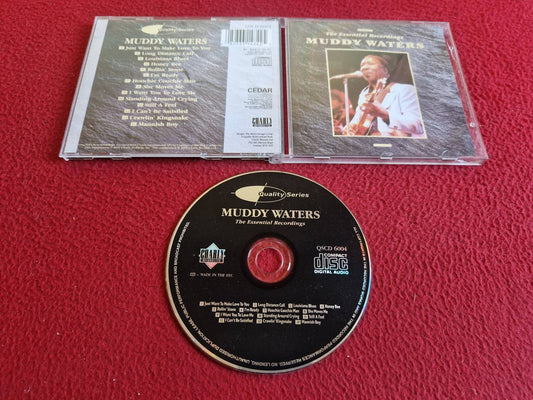 Quality Series
MUDDY WATERS
Just Want To Make Love To You
Long Distance Call
Louisiana Blues
Honey Bee
Rollin' Stone
I'm Ready
Hoochie Coochie Man
She Moves Me
I Want You To Love Me
Standing Around Crying
Still A Fool
I Can't Be Satisfied
Crawlin' Kingsnake
Mannish Boy
CEDAR
CHARLY
The Essential Recordings
MUDDY WATERS
Quality Series
MUDDY WATERS
The Essential Recordings
CHARLY
QSCD 6004
COMPACT
disc
DIGITAL AUDIO
MADE IN THE EEC
Just Want To Make Love To You Long Distance Call Louisiana Blues Honey Bee
Rollin' Stone I'm Ready Hoochie Coochie Man She Moves Me
I Want You To Love Me Standing Around Crying Still A Fool
I Can't Be Satisfied Crawlin' Kingsnake Mannish Boy